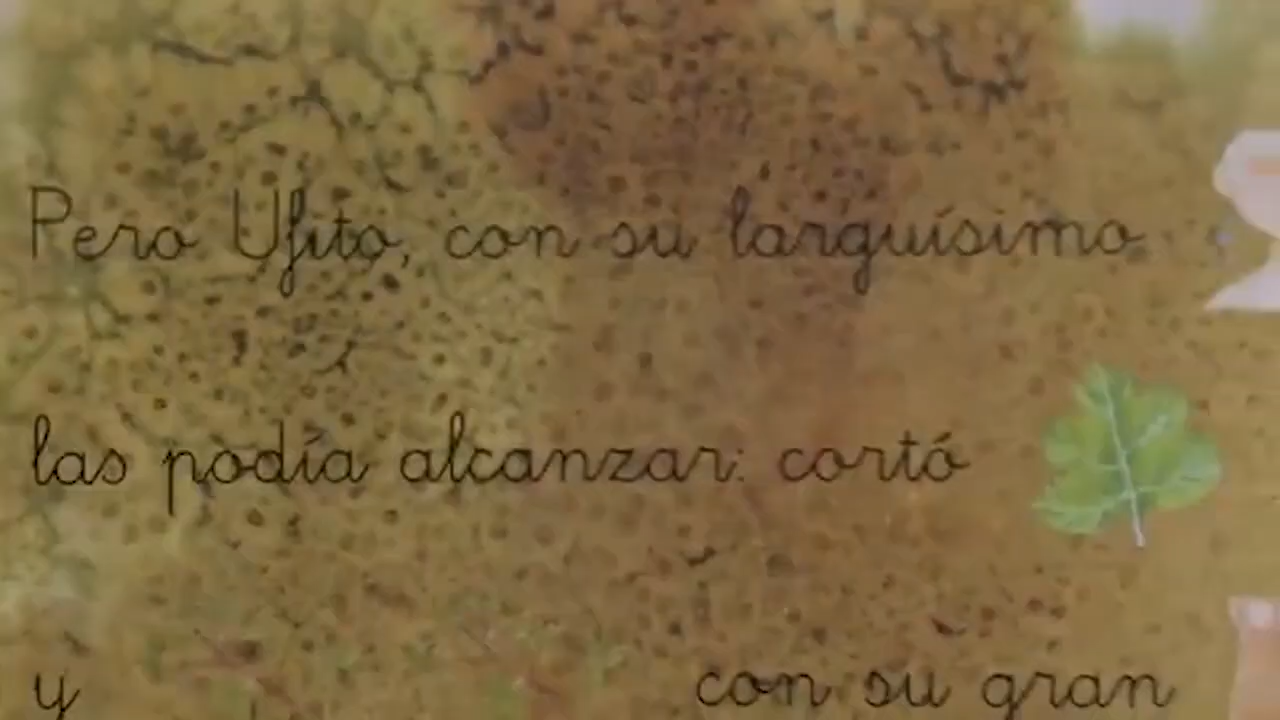 Pero Ufito, con su larguísimo
las podía alcanzar: cortó
y con su gran